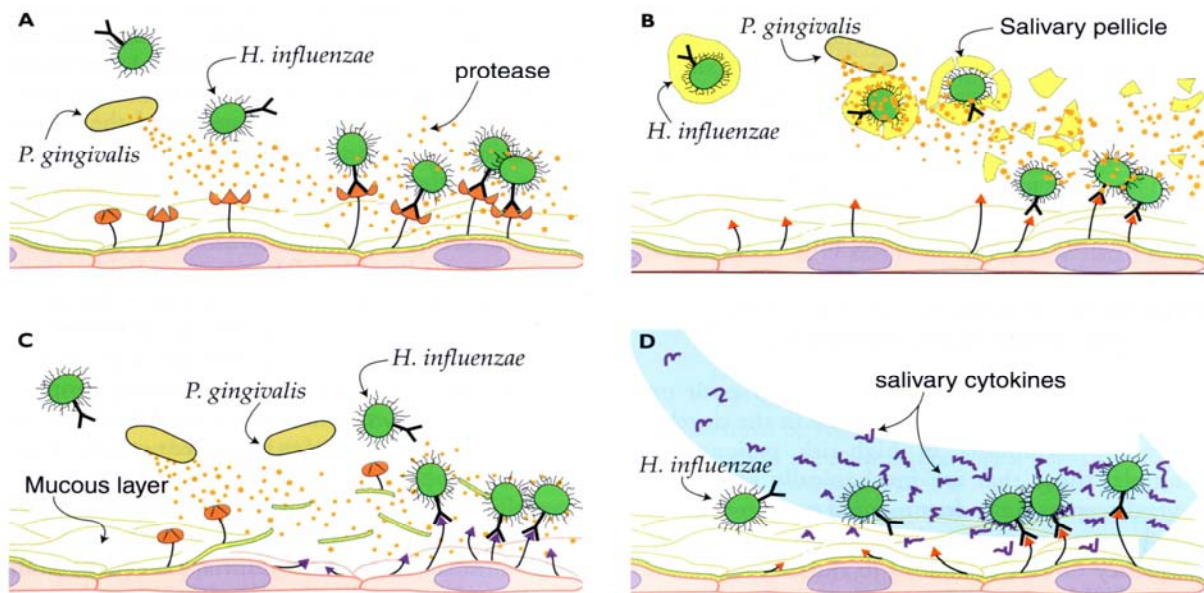 A
H. influenzae
protease
P. gingivalis
B
P. gingivalis
Salivary pellicle
H. influenzae
C
H. influenzae
P. gingivalis
Mucous layer
D
salivary cytokines
H. influenzae